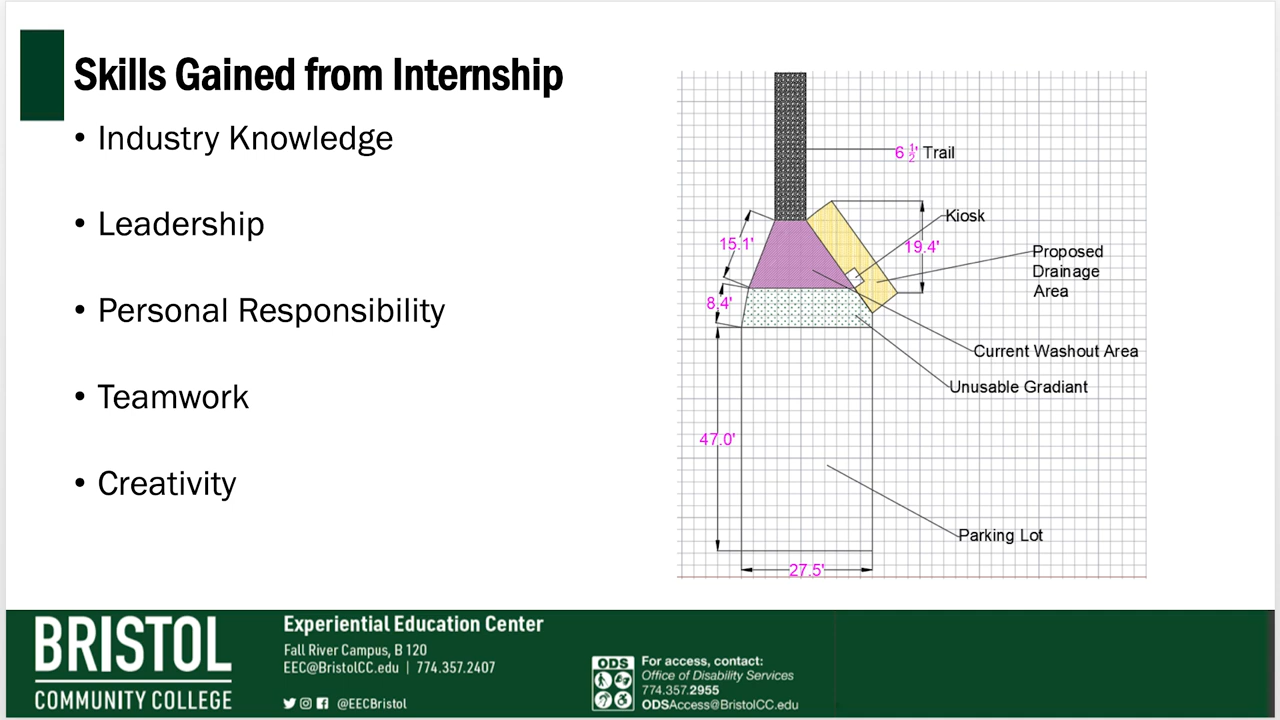 Skills Gained from Internship
• Industry Knowledge
• Leadership
• Personal Responsibility
• Teamwork
• Creativity
6 1/2' Trail
Kiosk
15.1'
19.4'
Proposed
Drainage
Area
8.4'
Current Washout Area
Unusable Gradiant
47.0'
Parking Lot
27.5'
BRISTOL
COMMUNITY COLLEGE
Experiential Education Center
Fall River Campus, B 120
EEC@BristolCC.edu | 774.357.2407
@EECBristol
ODS
For access, contact:
Office of Disability Services
774.357.2955
ODSAccess@BristolCC.edu